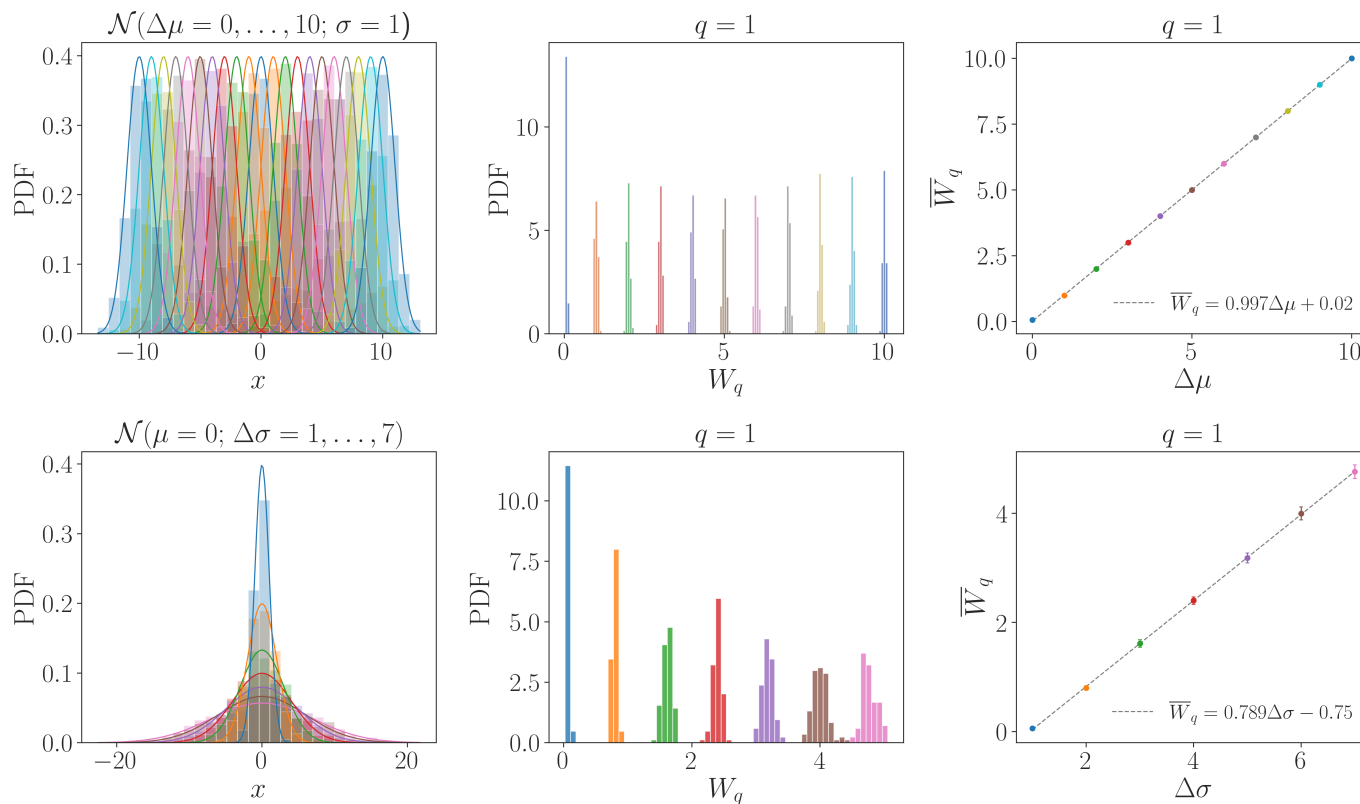 𝒩(Δμ = 0, …, 10; σ = 1)
0.4
0.3
0.2
0.1
0.0
PDF
−10 0 10
x
q = 1
10
5
0
PDF
0 5 10
W_q
q = 1
10.0
7.5
5.0
2.5
0.0
W̅_q
W̅_q = 0.997Δμ + 0.02
0 5 10
Δμ
𝒩(μ = 0; Δσ = 1, …, 7)
0.4
0.3
0.2
0.1
0.0
PDF
−20 0 20
x
q = 1
10.0
7.5
5.0
2.5
0.0
PDF
0 2 4
W_q
q = 1
4
2
0
W̅_q
W̅_q = 0.789Δσ − 0.75
2 4 6
Δσ